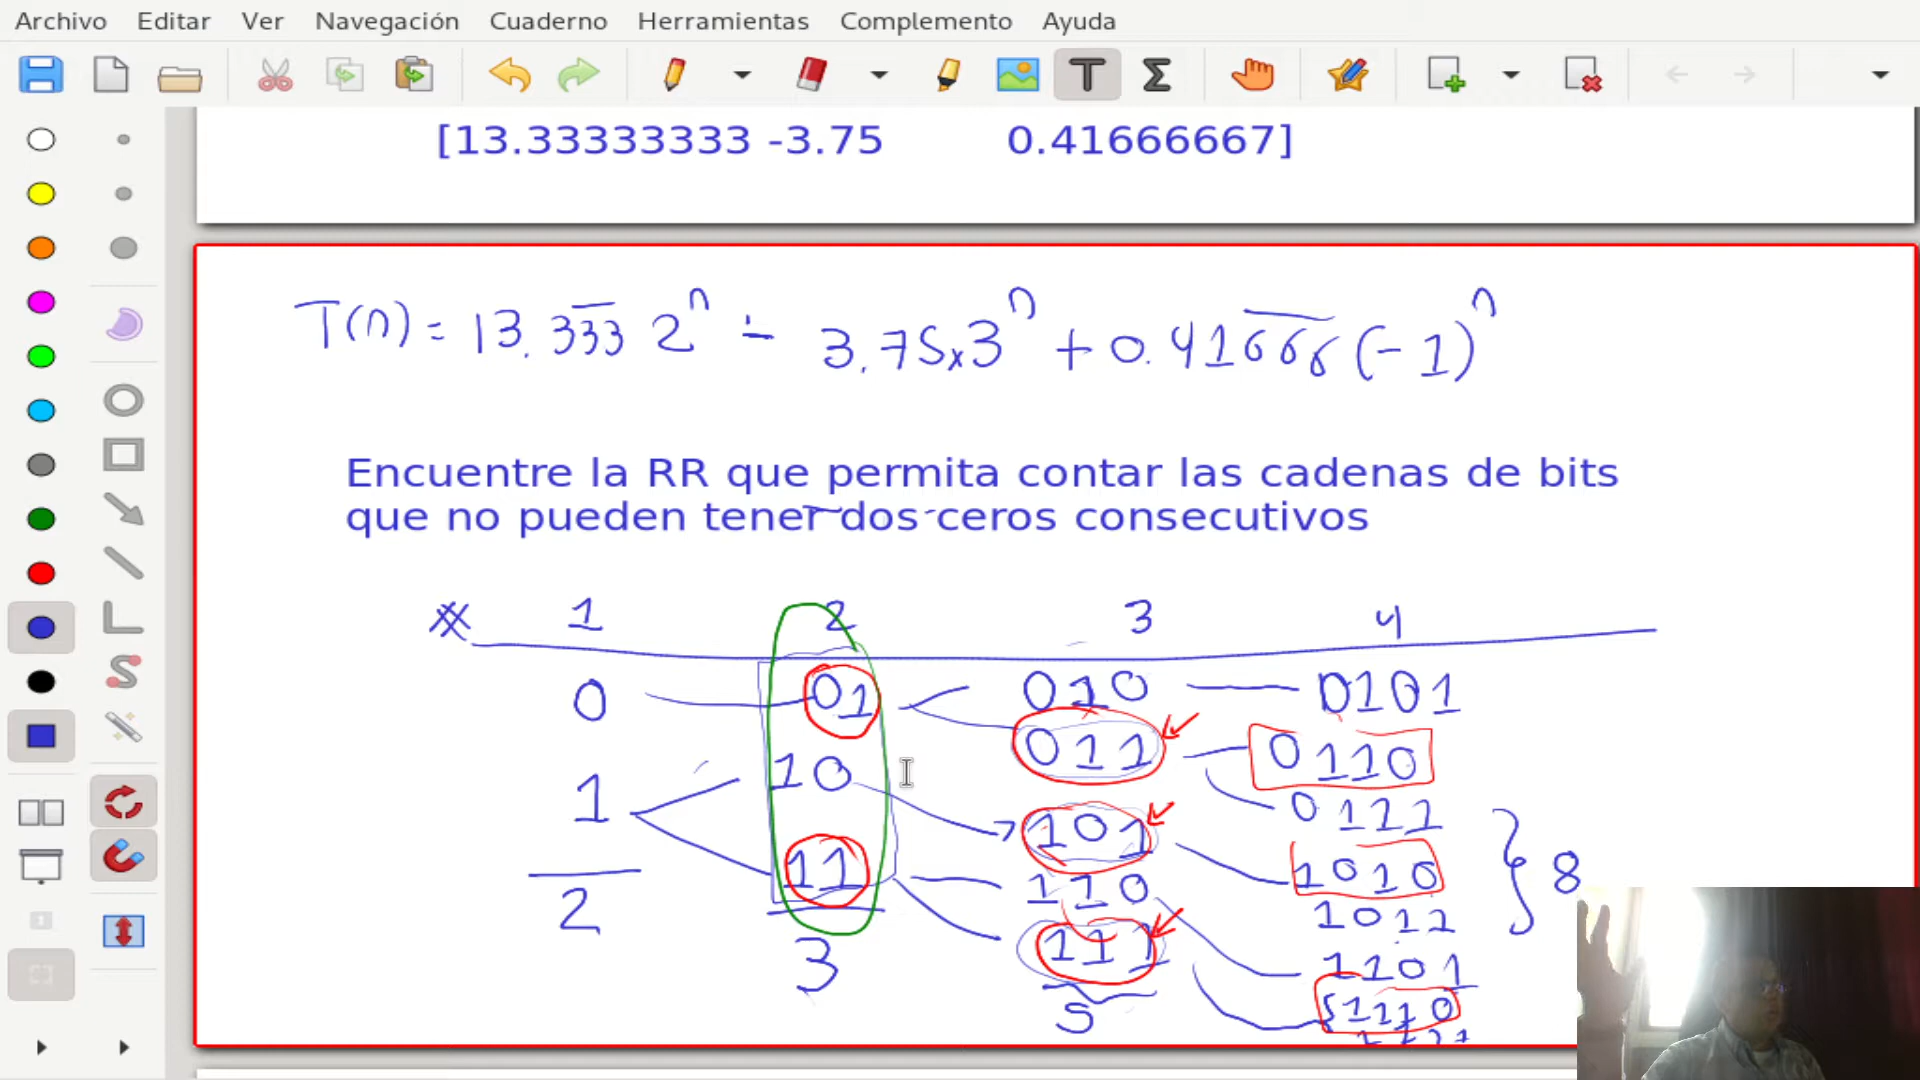 Archivo Editar Ver Navegación Cuaderno Herramientas Complemento Ayuda
[13.33333333 -3.75 0.41666667]
T(n) = 13.333 2^n - 3.75x3^n + 0.41666(-1)^n
Encuentre la RR que permita contar las cadenas de bits
que no pueden tener dos ceros consecutivos
1 2 3 4
0 01 010 0101
011 0110
1 10 0111
101 1010
11 110 1011
2 111 1101
3 5 1110
8